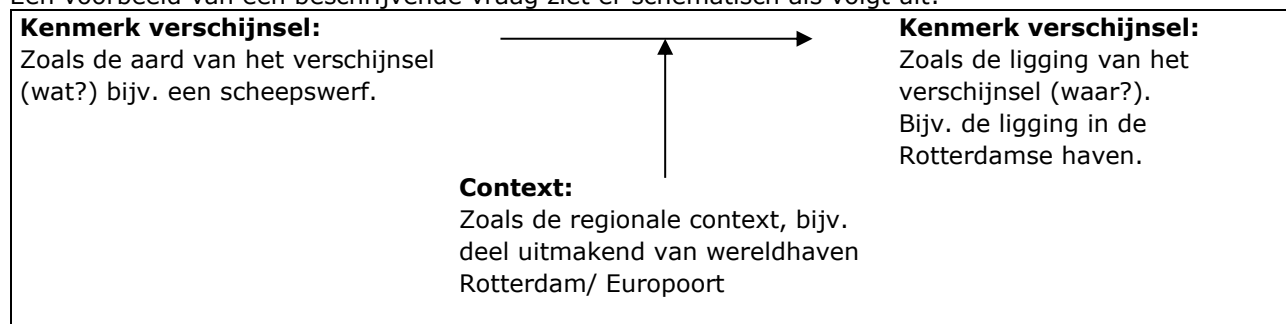 Een voorbeeld van een beschrijvende vraag ziet er schematisch als volgt uit:
Kenmerk verschijnsel:
Zoals de aard van het verschijnsel
(wat?) bijv. een scheepswerf.
Kenmerk verschijnsel:
Zoals de ligging van het
verschijnsel (waar?).
Bijv. de ligging in de
Rotterdamse haven.
Context:
Zoals de regionale context, bijv.
deel uitmakend van wereldhaven
Rotterdam/ Europoort